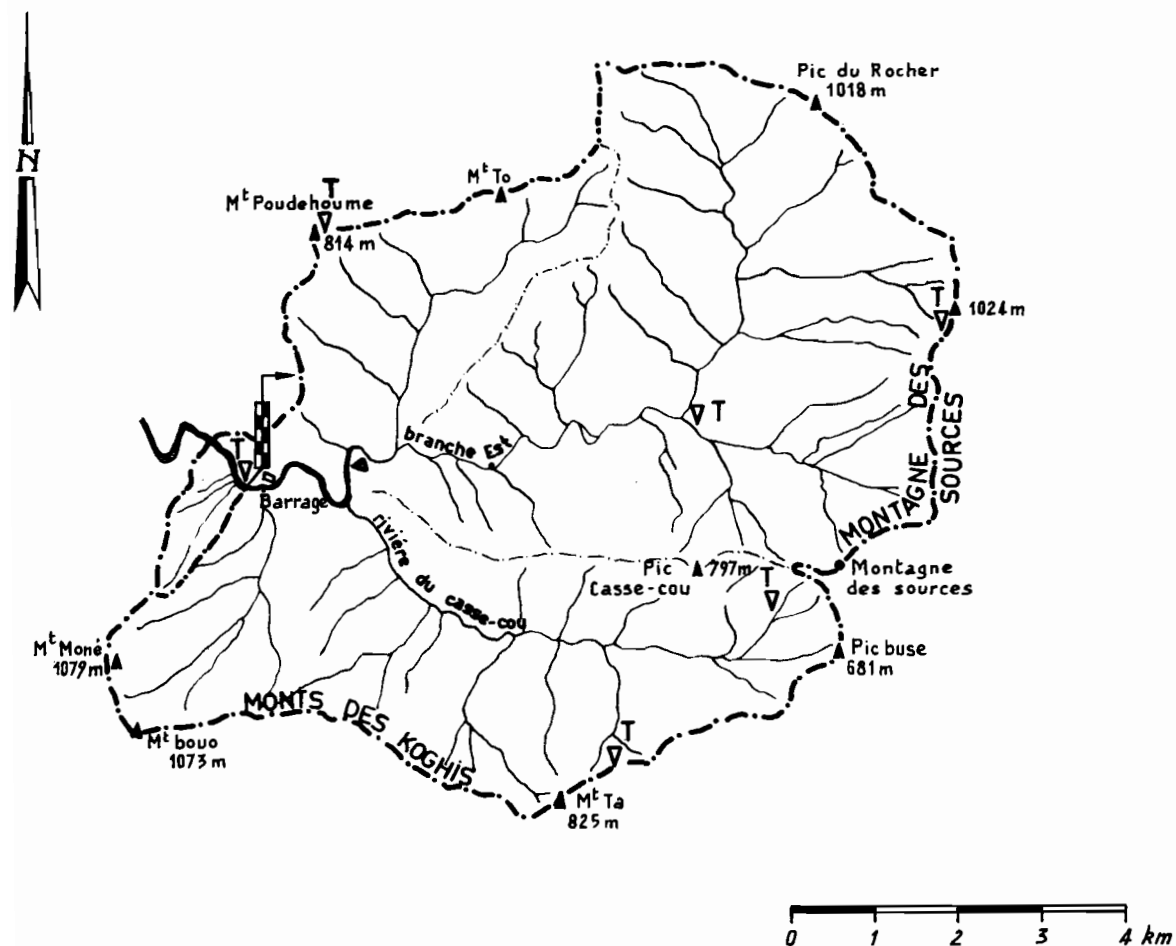 Pic du Rocher
1018 m
N
Mt To
T
Mt Poudehoume
814 m
T
1024 m
MONTAGNE DES
SOURCES
T
branche Est
T
Barrage
rivière du casse-cou
Pic
Casse-cou
797m
T
Montagne
des sources
Mt Moné
1079 m
Pic buse
681 m
MONTS DES KOGHIS
Mt bouo
1073 m
T
Mt Ta
825 m
0 1 2 3 4 km